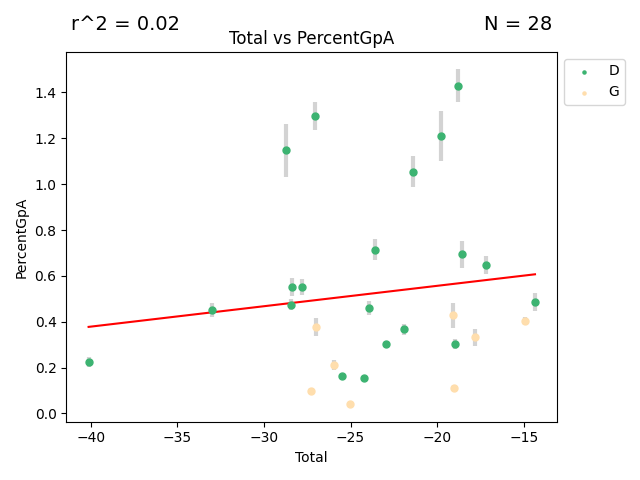 r^2 = 0.02
N = 28
Total vs PercentGpA
D
G
PercentGpA
1.4
1.2
1.0
0.8
0.6
0.4
0.2
0.0
−40
−35
−30
−25
−20
−15
Total